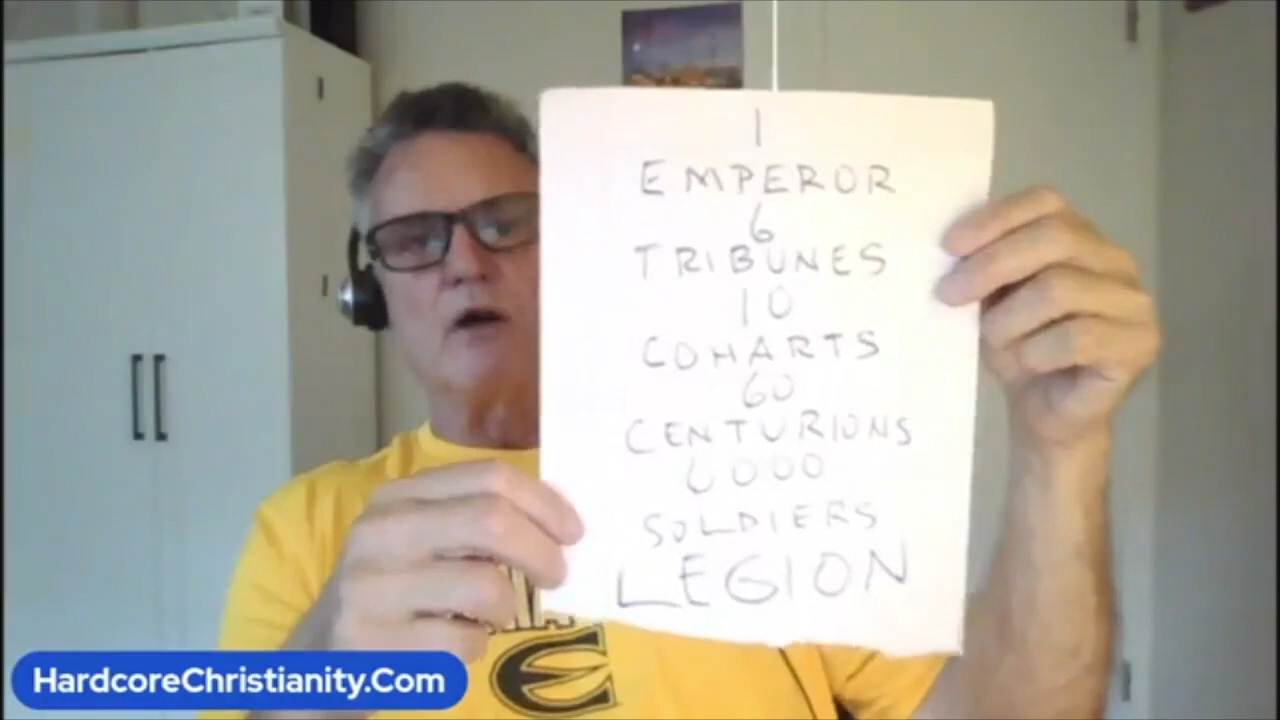 1
EMPEROR
6
TRIBUNES
10
COHARTS
60
CENTURIONS
6000
SOLDIERS
LEGION
HardcoreChristianity.Com